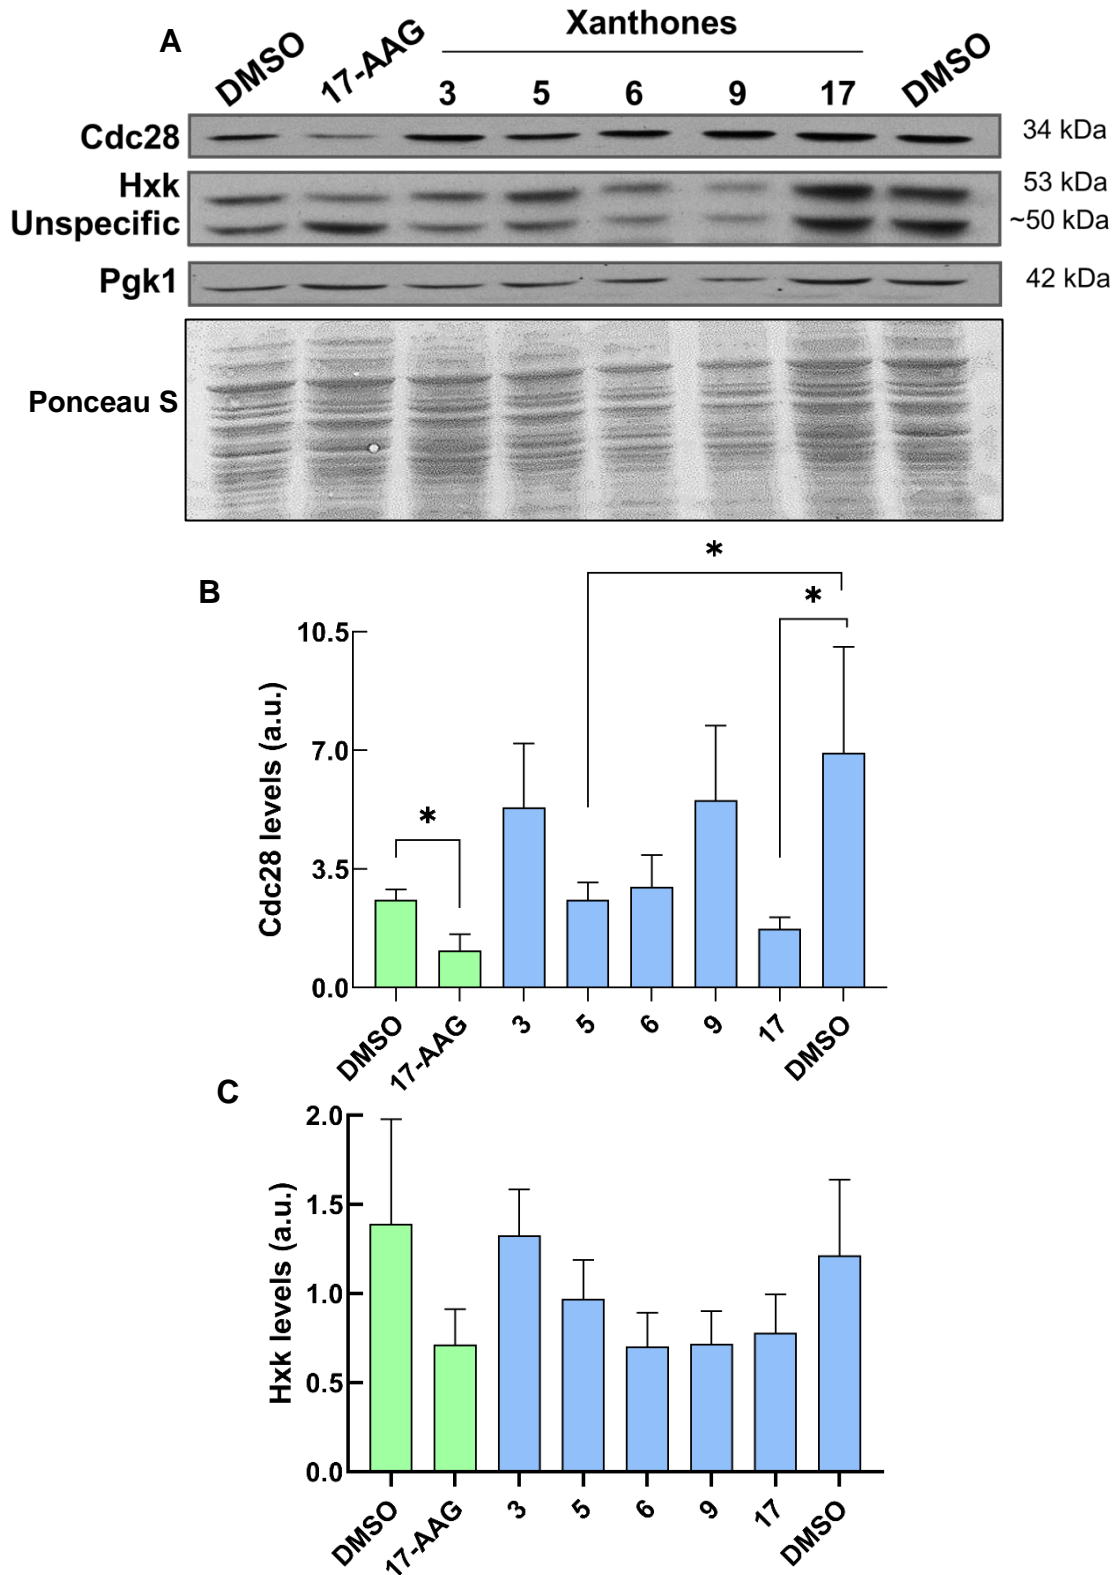 A
Xanthones
DMSO 17-AAG 3 5 6 9 17 DMSO
Cdc28 34 kDa
Hxk 53 kDa
Unspecific ~50 kDa
Pgk1 42 kDa
Ponceau S
B
*
*
*
Cdc28 levels (a.u.)
10.5
7.0
3.5
0.0
DMSO 17-AAG 3 5 6 9 17 DMSO
C
Hxk levels (a.u.)
2.0
1.5
1.0
0.5
0.0
DMSO 17-AAG 3 5 6 9 17 DMSO